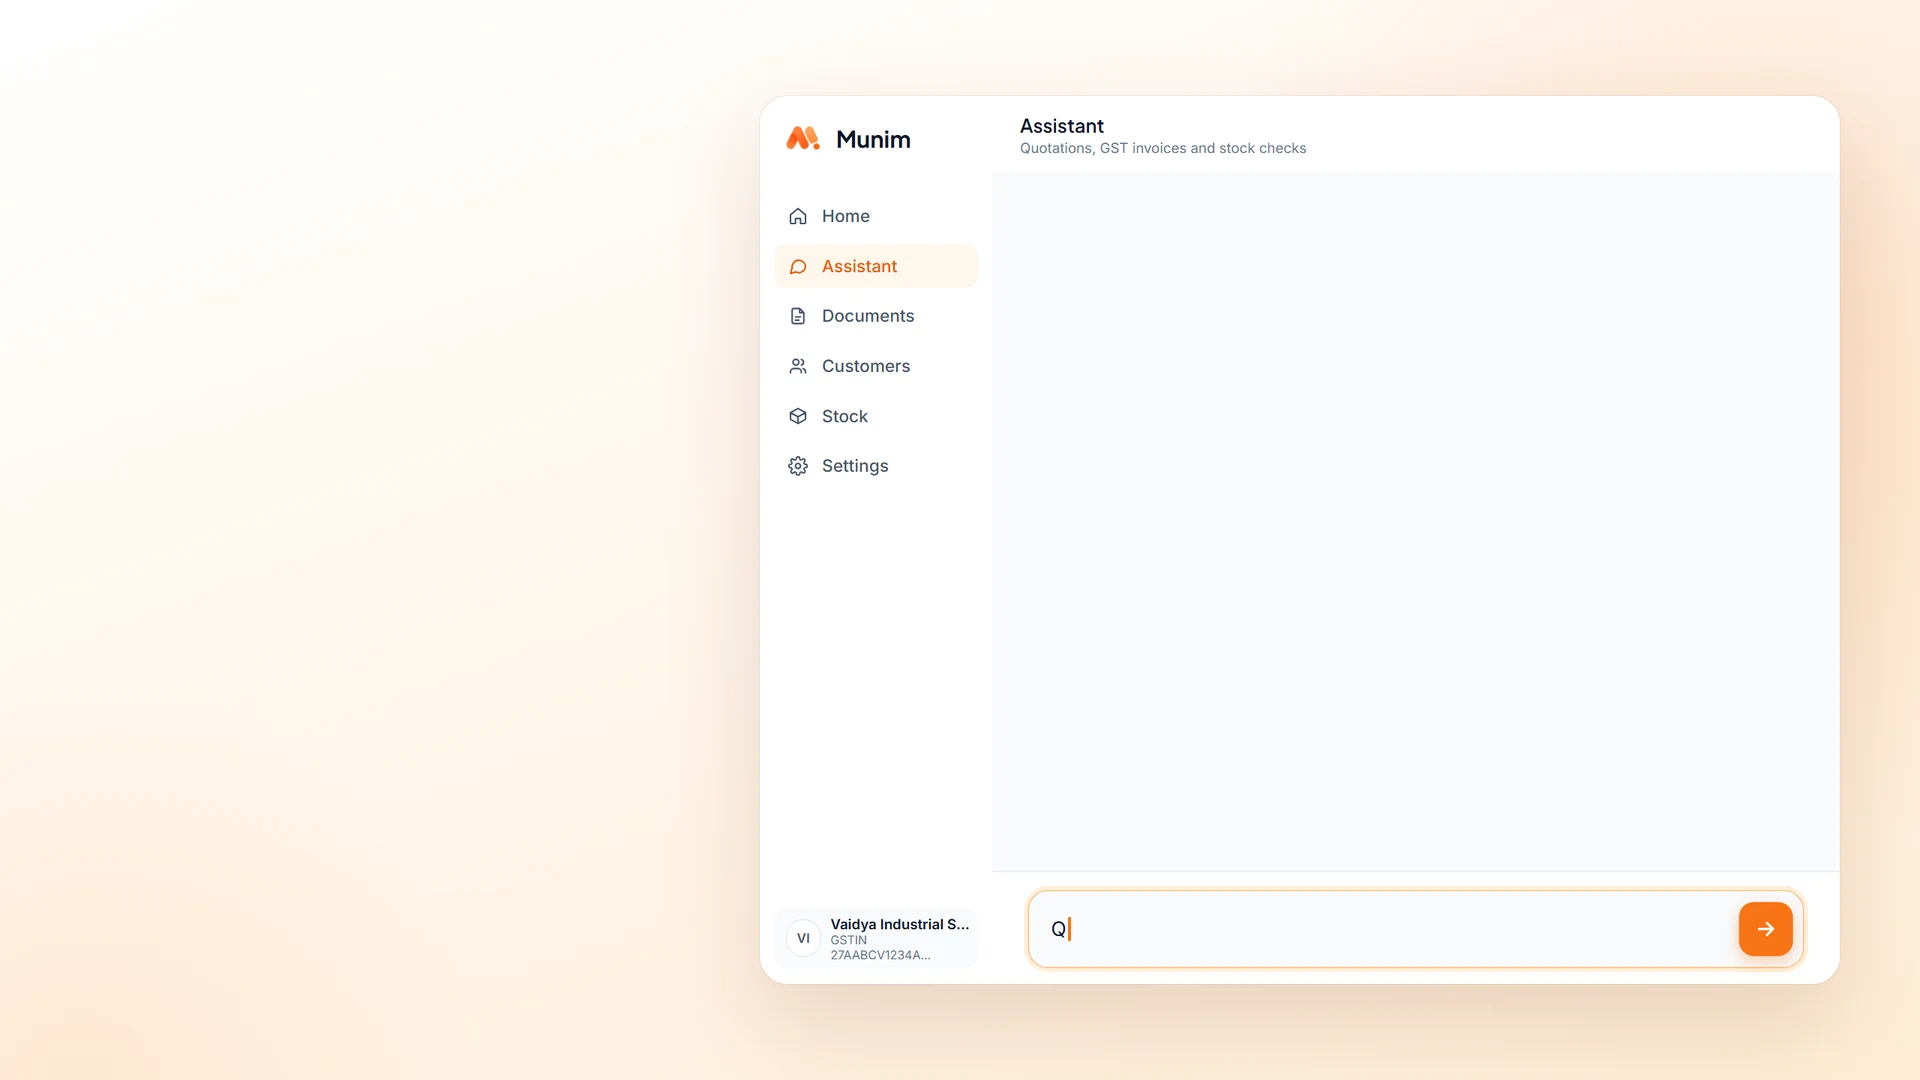 Munim
Home
Assistant
Documents
Customers
Stock
Settings
VI
Vaidya Industrial S...
GSTIN
27AABCV1234A...
Assistant
Quotations, GST invoices and stock checks
Q